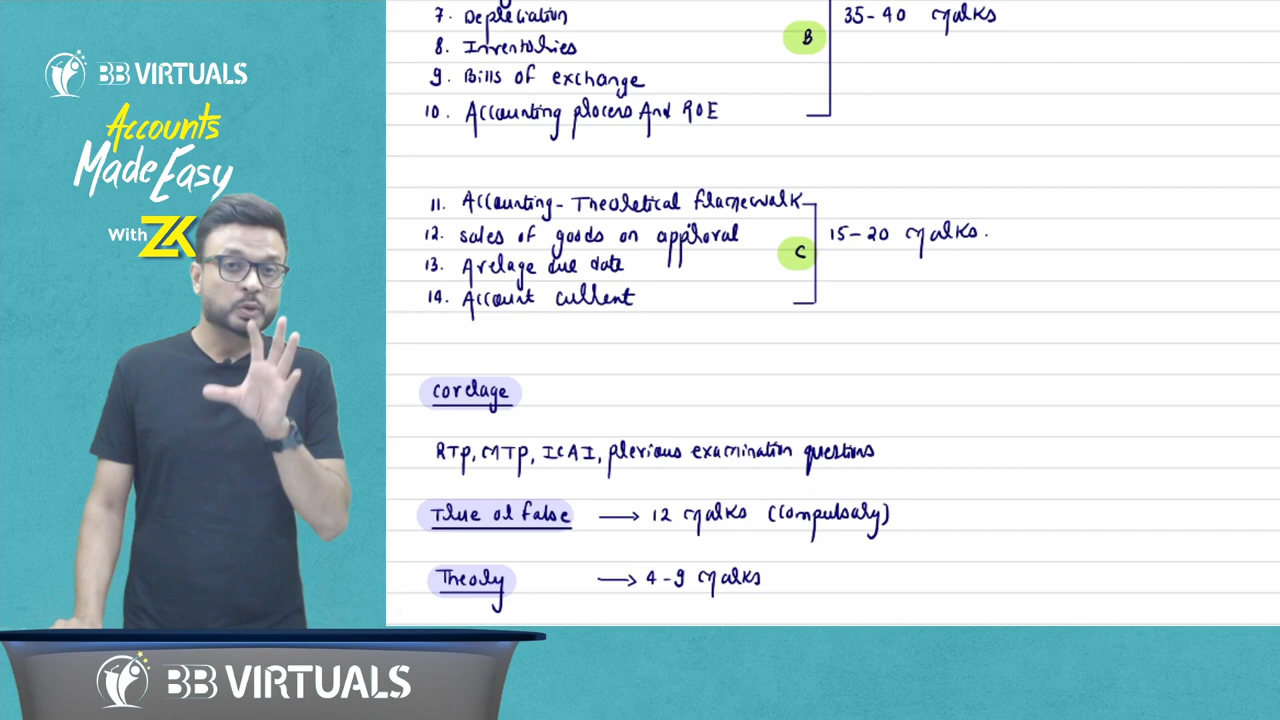 BB VIRTUALS
Accounts
Made Easy
With ZK
7. Depreciation
8. Inventories
9. Bills of exchange
10. Accounting process And ROE
B
35-40 marks
11. Accounting - Theoretical framework
12. sales of goods on approval
13. Average due date
14. Account current
C
15-20 marks.
coverage
RTP, MTP, ICAI, previous examination questions
True or false → 12 marks (compulsory)
Theory → 4-9 marks
BB VIRTUALS